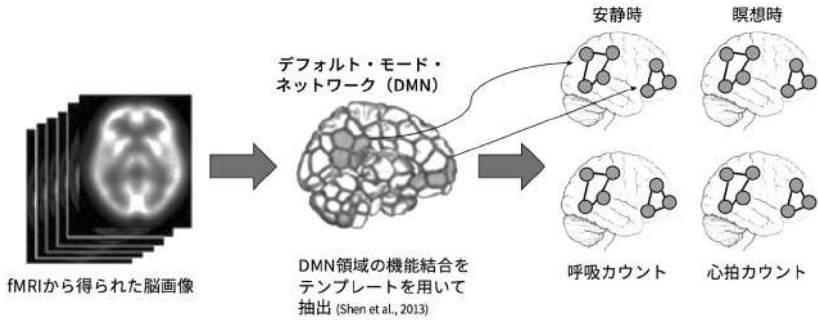 安静時
瞑想時
デフォルト・モード・
ネットワーク（DMN）
fMRIから得られた脳画像
DMN領域の機能結合を
テンプレートを用いて
抽出 (Shen et al., 2013)
呼吸カウント
心拍カウント